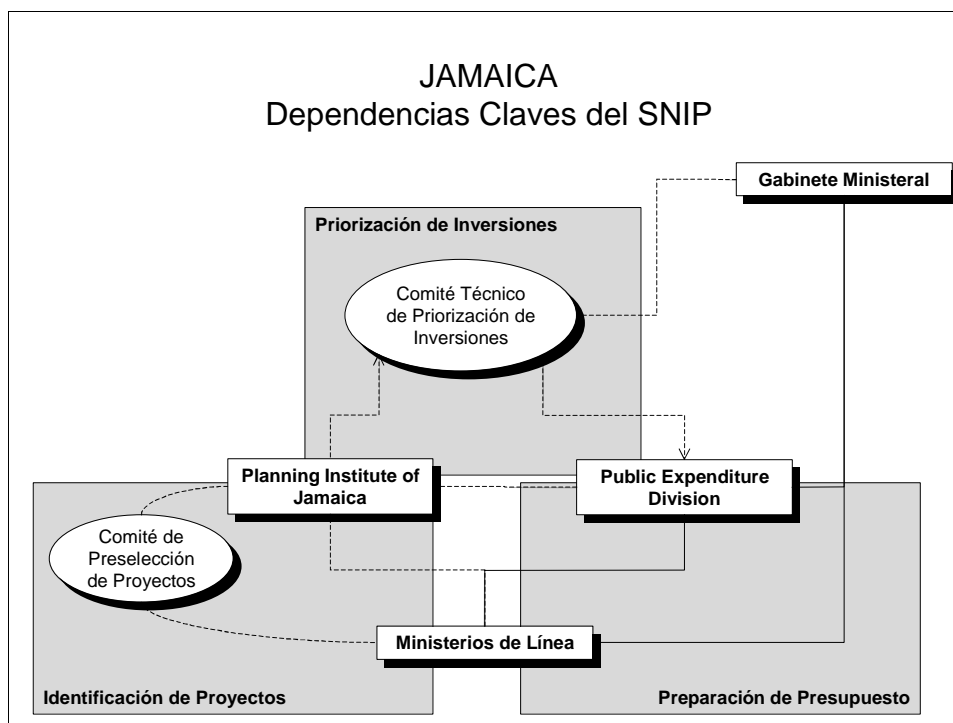 JAMAICA
Dependencias Claves del SNIP
Gabinete Ministeral
Priorización de Inversiones
Comité Técnico
de Priorización de
Inversiones
Planning Institute of
Jamaica
Public Expenditure
Division
Comité de
Preselección
de Proyectos
Ministerios de Línea
Identificación de Proyectos
Preparación de Presupuesto